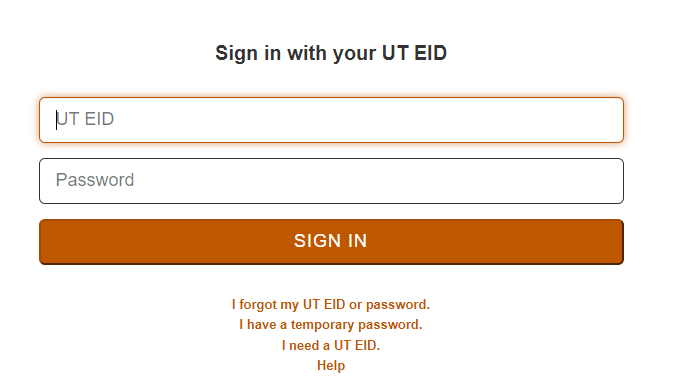 Sign in with your UT EID
UT EID
Password
SIGN IN
I forgot my UT EID or password.
I have a temporary password.
I need a UT EID.
Help